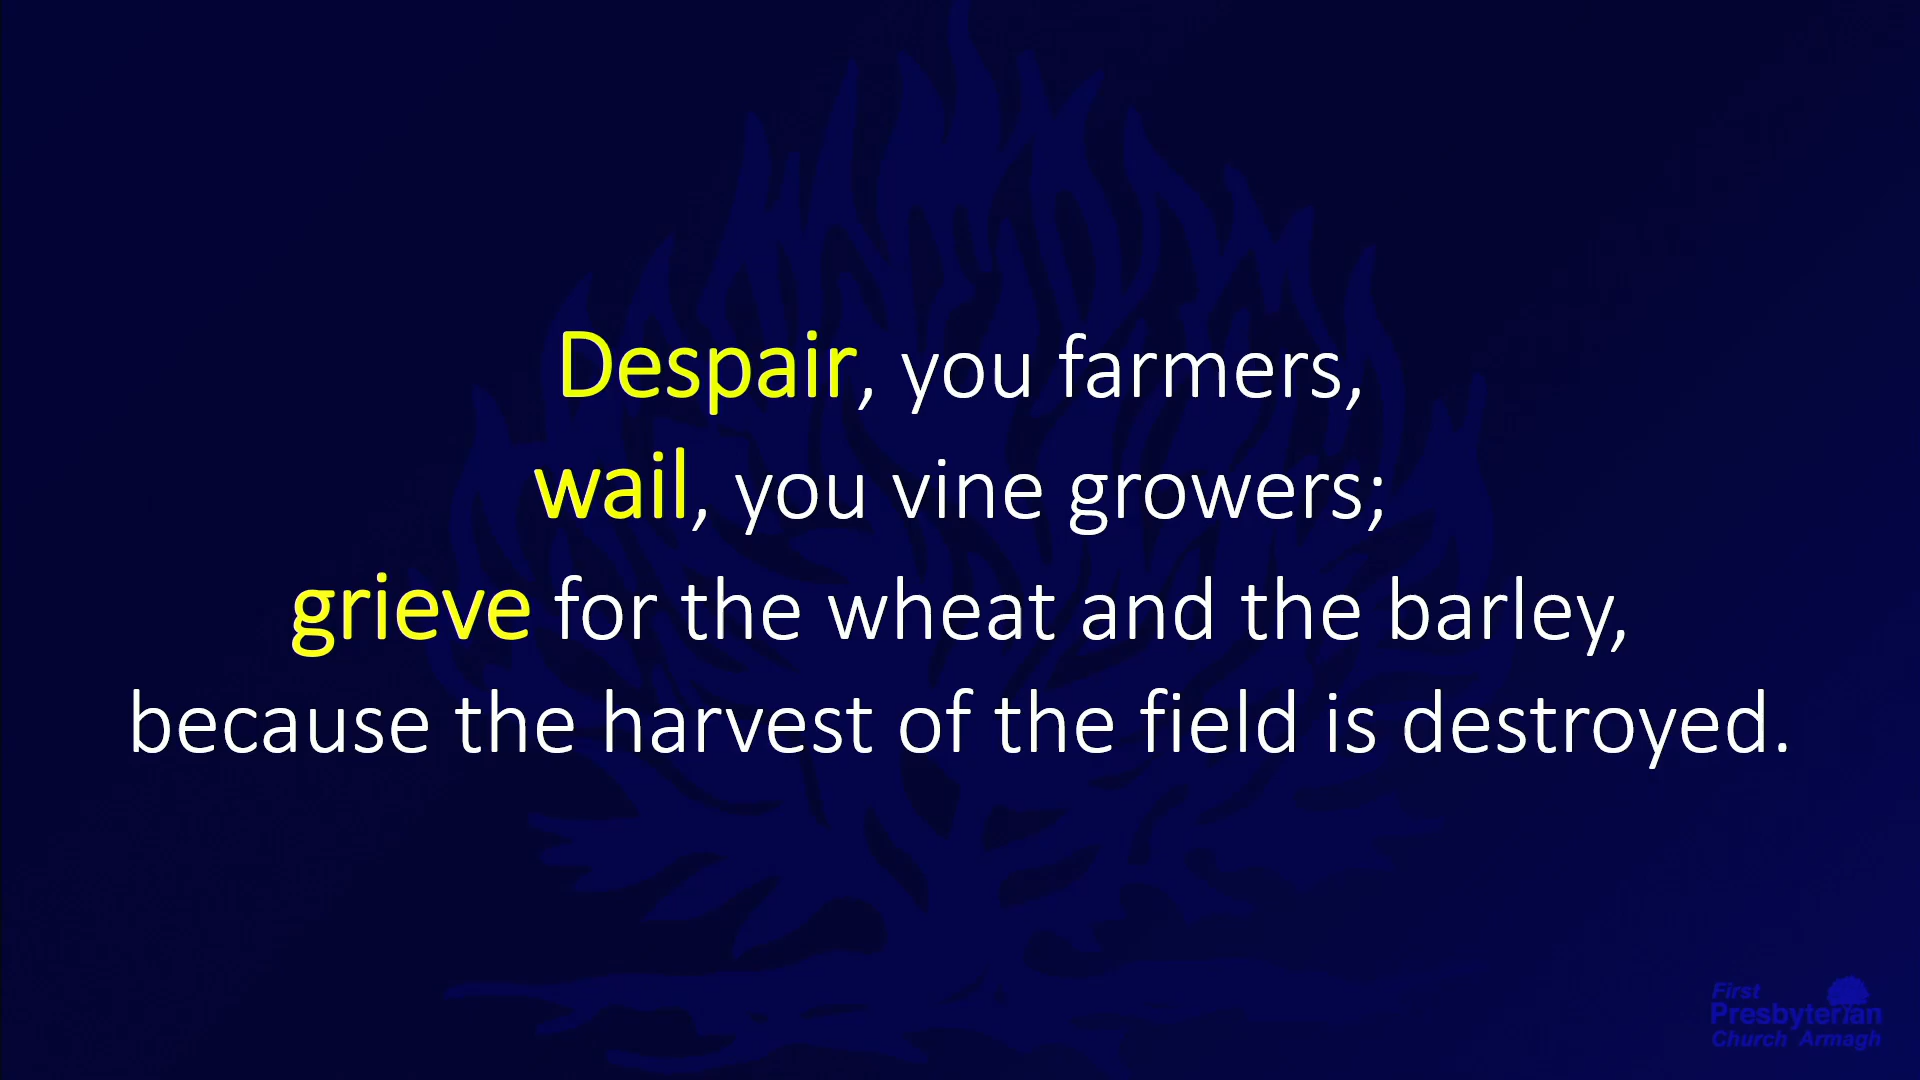 Despair, you farmers,
wail, you vine growers;
grieve for the wheat and the barley,
because the harvest of the field is destroyed.
First
Presbyterian
Church Armagh